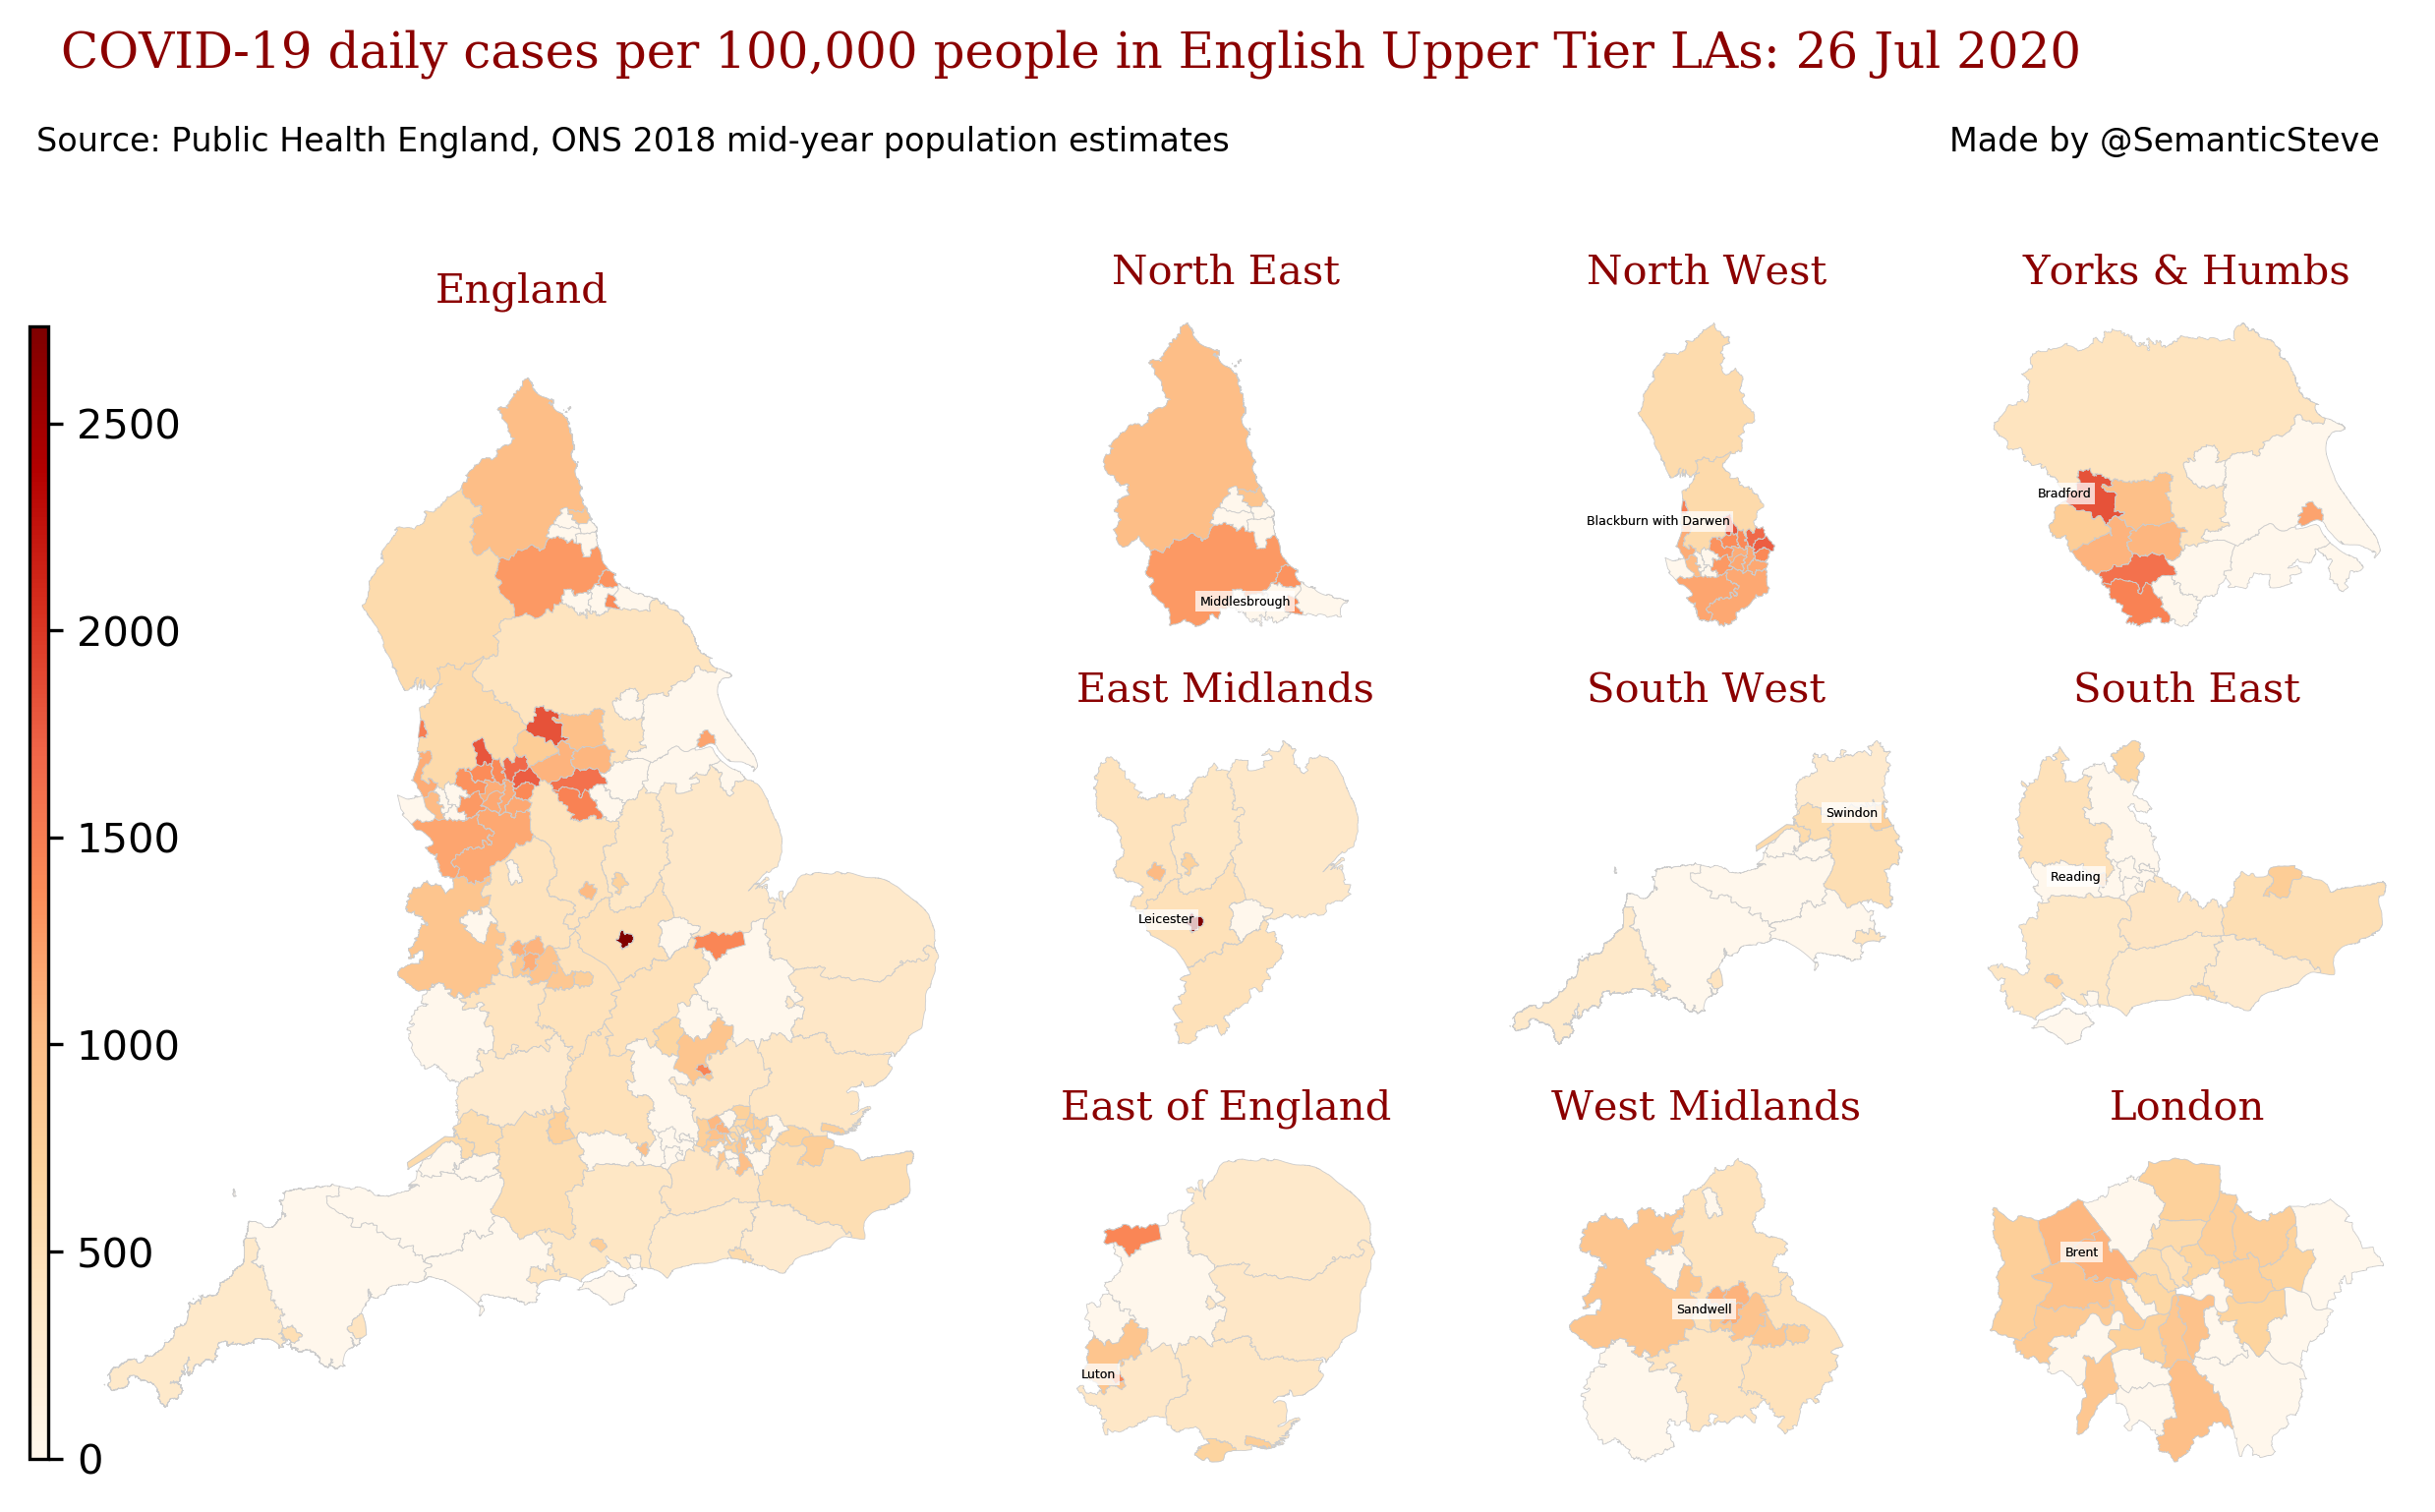 COVID-19 daily cases per 100,000 people in English Upper Tier LAs: 26 Jul 2020
Source: Public Health England, ONS 2018 mid-year population estimates
Made by @SemanticSteve
England
2500
2000
1500
1000
500
0
North East
Middlesbrough
North West
Blackburn with Darwen
Yorks & Humbs
Bradford
East Midlands
Leicester
South West
Swindon
South East
Reading
East of England
Luton
West Midlands
Sandwell
London
Brent